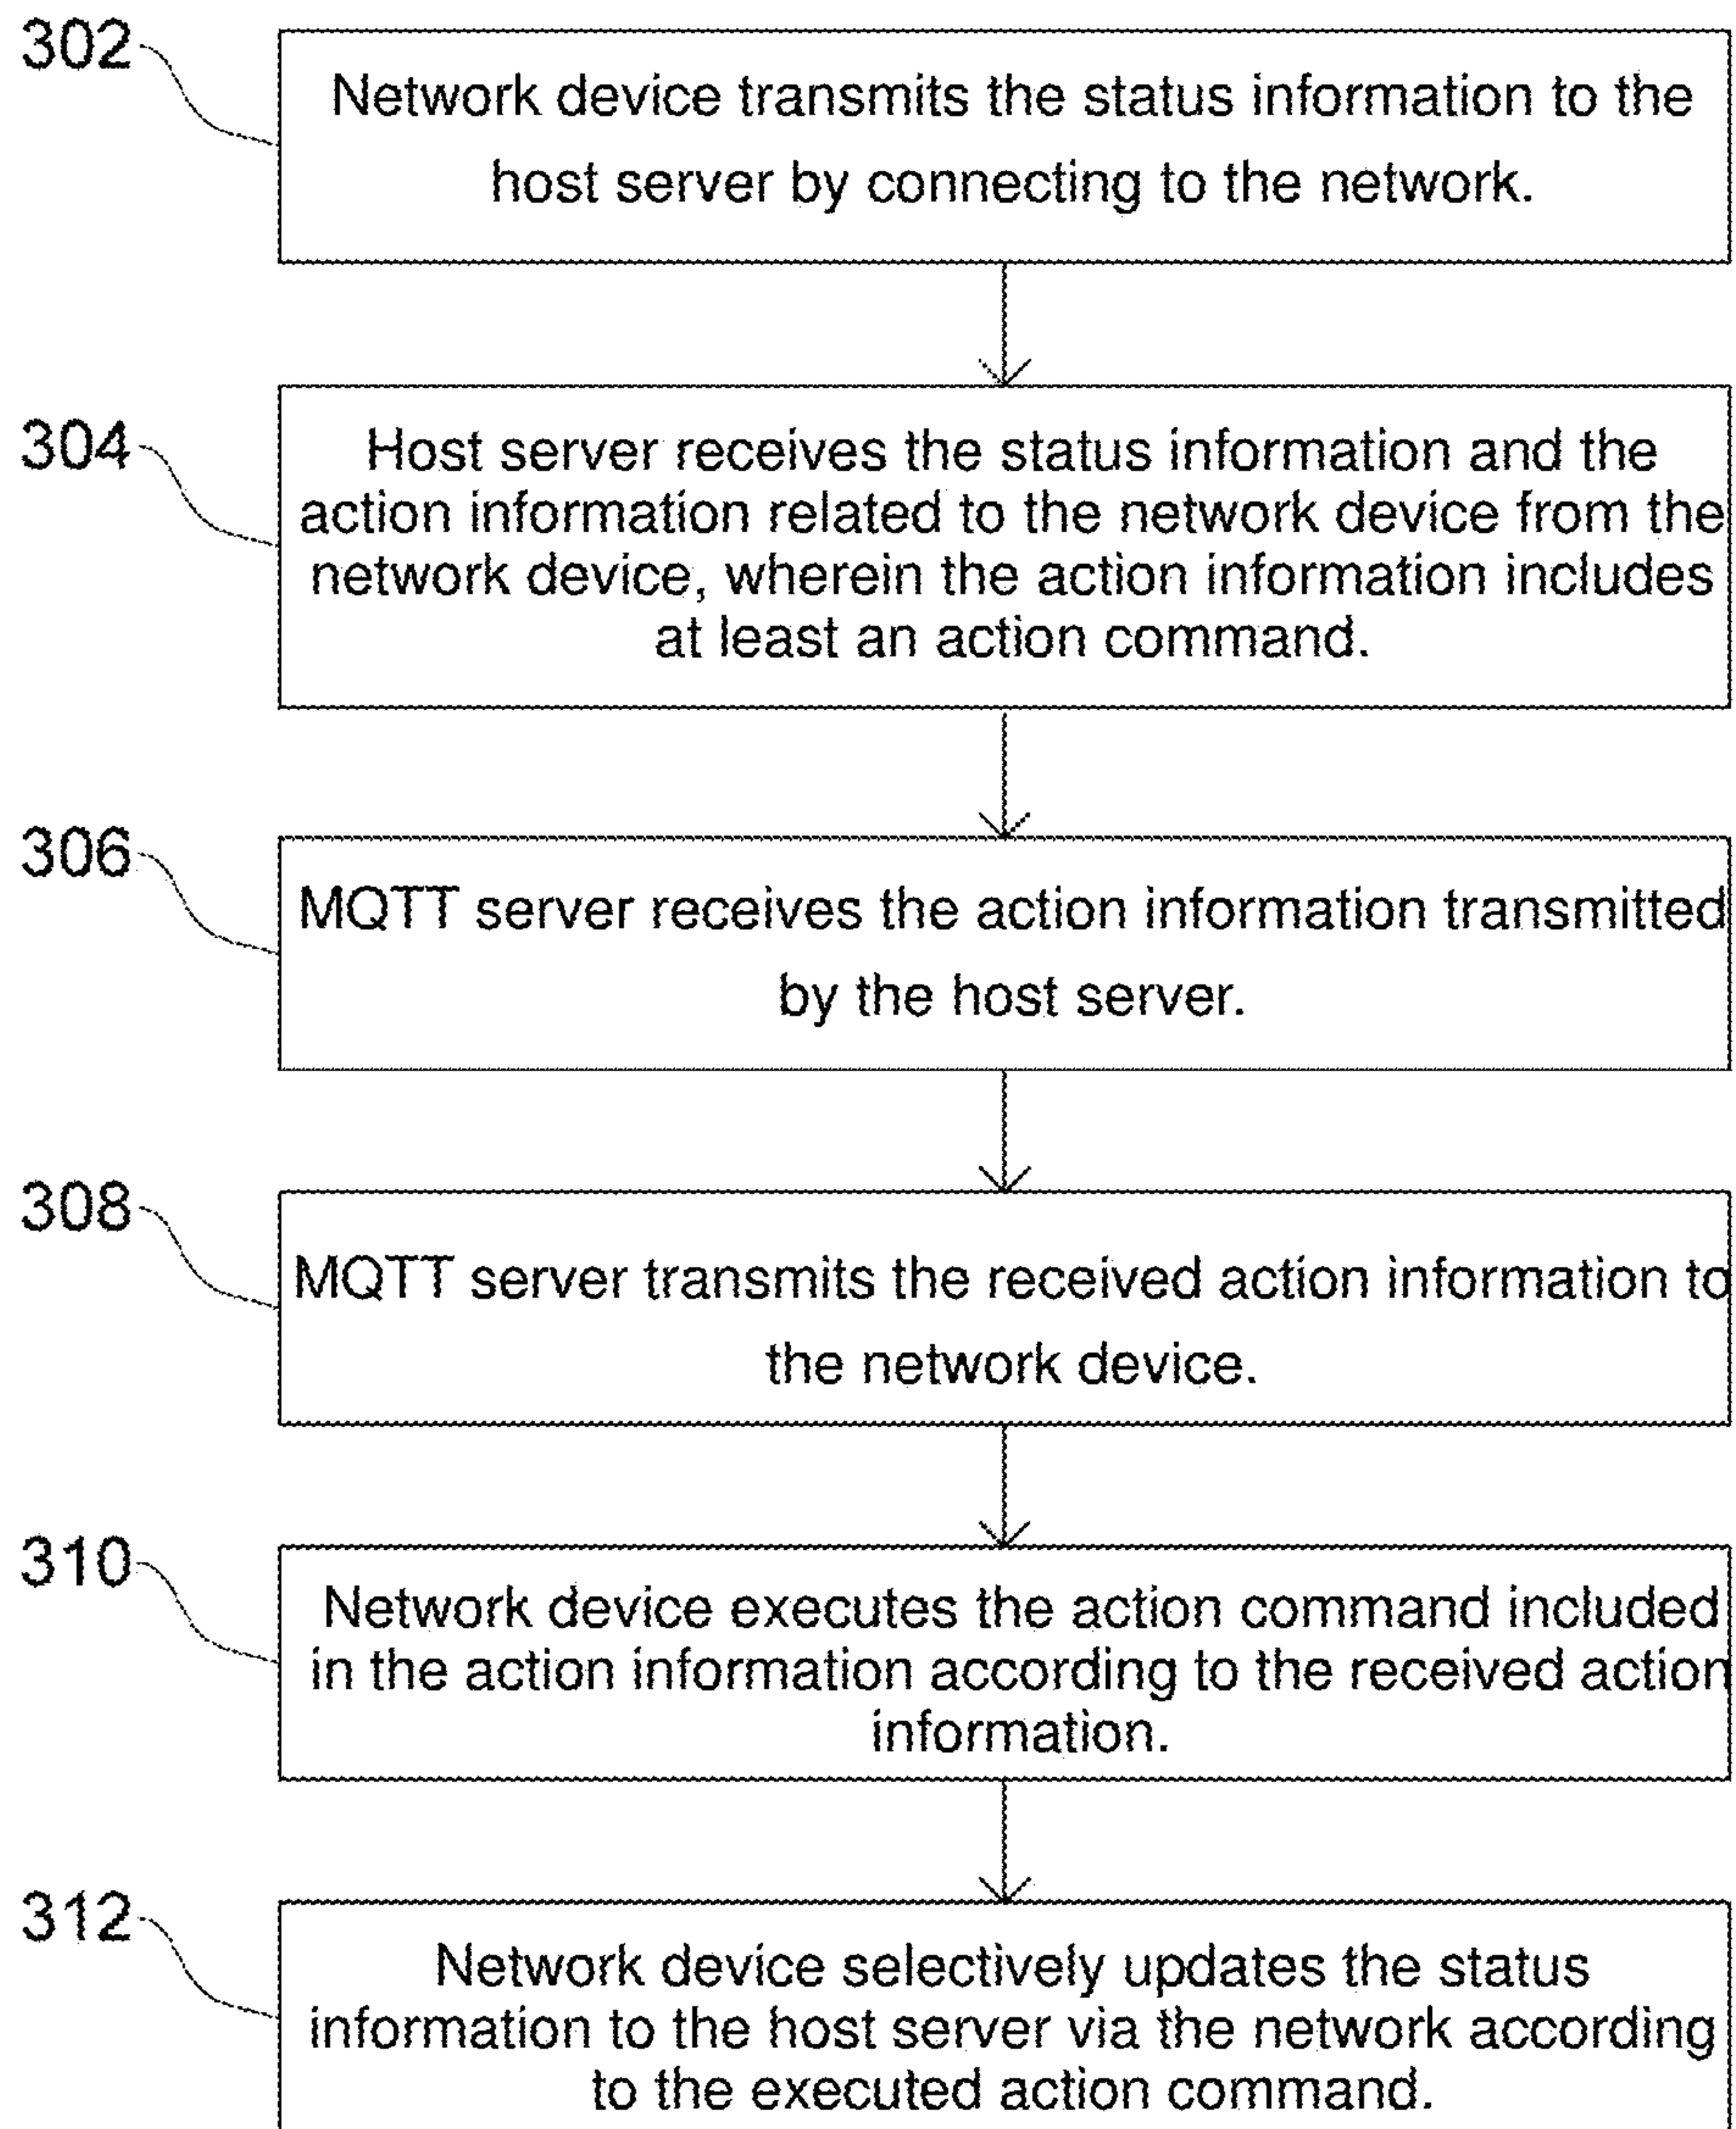 302
Network device transmits the status information to the
host server by connecting to the network.
304
Host server receives the status information and the
action information related to the network device from the
network device, wherein the action information includes
at least an action command.
306
MQTT server receives the action information transmitted
by the host server.
308
MQTT server transmits the received action information to
the network device.
310
Network device executes the action command included
in the action information according to the received action
information.
312
Network device selectively updates the status
information to the host server via the network according
to the executed action command.